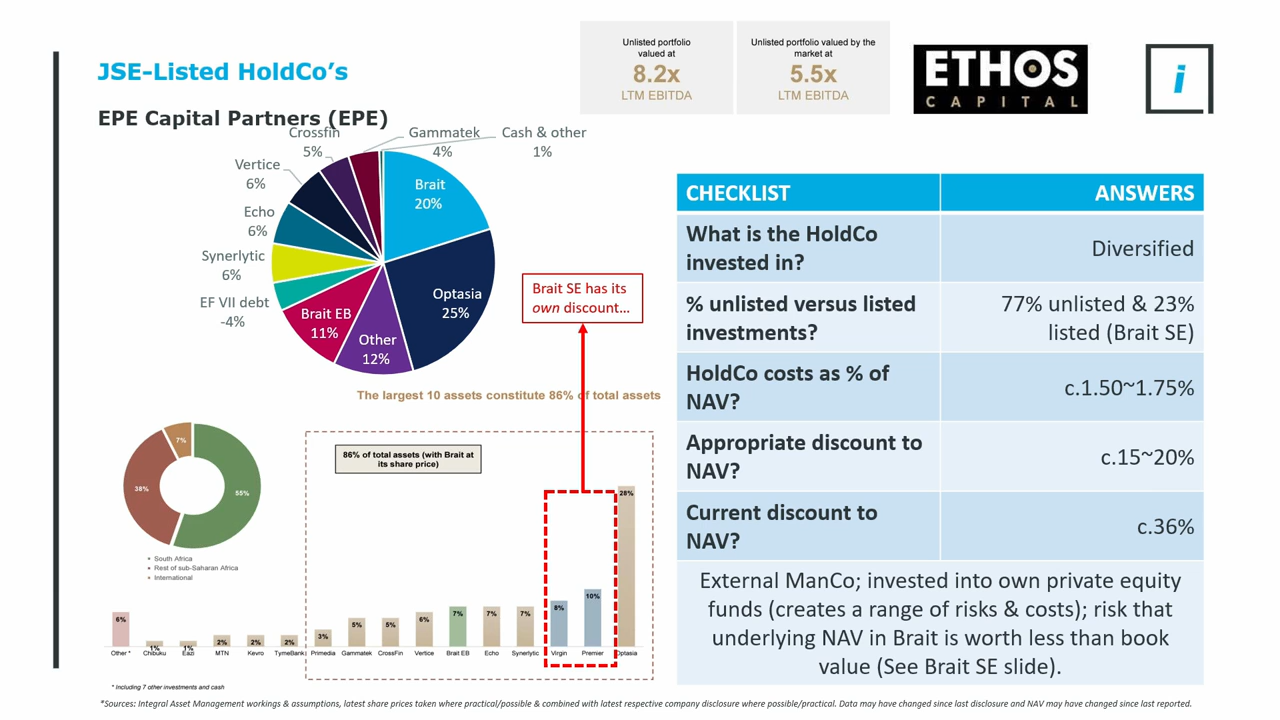 JSE-Listed HoldCo's
EPE Capital Partners (EPE)
Unlisted portfolio
valued at
8.2x
LTM EBITDA
Unlisted portfolio valued by the
market at
5.5x
LTM EBITDA
ETHOS
CAPITAL
i
Crossfin
5%
Gammatek
4%
Cash & other
1%
Vertice
6%
Echo
6%
Synerlytic
6%
EF VII debt
-4%
Brait
20%
Optasia
25%
Brait EB
11%
Other
12%
Brait SE has its
own discount...
The largest 10 assets constitute 86% of total assets
7%
38%
55%
• South Africa
• Rest of sub-Saharan Africa
• International
86% of total assets (with Brait at
its share price)
6%
1%
1%
2%
2%
2%
3%
5%
5%
6%
7%
7%
7%
8%
10%
28%
Other * Chibuku Eazi MTN Kevro TymeBank Primedia Gammatek CrossFin Vertice Brait EB Echo Synerlytic Virgin Premier Optasia
* Including 7 other investments and cash
CHECKLIST ANSWERS
What is the HoldCo
invested in?
Diversified
% unlisted versus listed
investments?
77% unlisted & 23%
listed (Brait SE)
HoldCo costs as % of
NAV?
c.1.50~1.75%
Appropriate discount to
NAV?
c.15~20%
Current discount to
NAV?
c.36%
External ManCo; invested into own private equity
funds (creates a range of risks & costs); risk that
underlying NAV in Brait is worth less than book
value (See Brait SE slide).
*Sources: Integral Asset Management workings & assumptions, latest share prices taken where practical/possible & combined with latest respective company disclosure where possible/practical. Data may have changed since last disclosure and NAV may have changed since last reported.